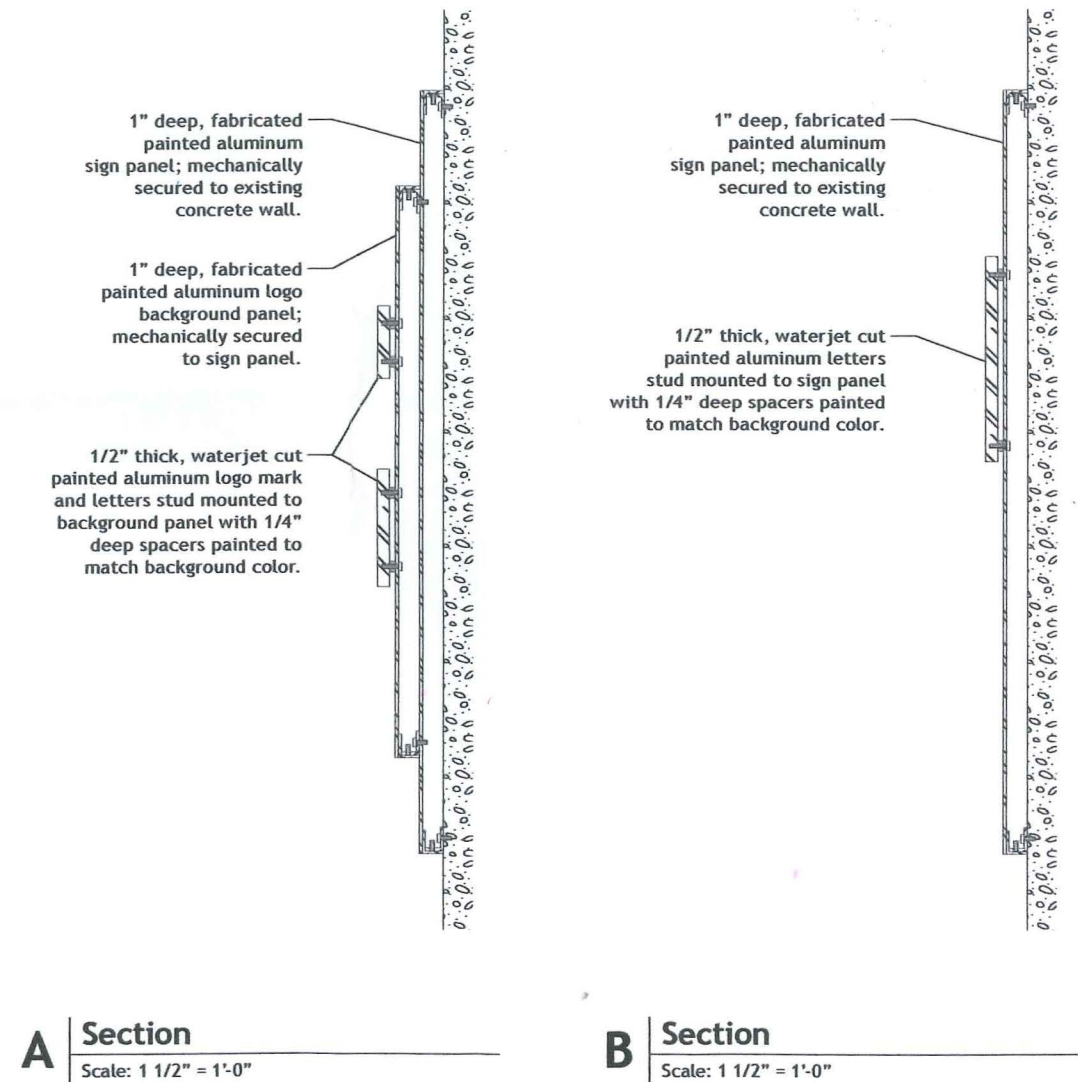 1” deep, fabricated
painted aluminum
sign panel; mechanically
secured to existing
concrete wall.
1” deep, fabricated
painted aluminum logo
background panel;
mechanically secured
to sign panel.
1/2” thick, waterjet cut
painted aluminum logo mark
and letters stud mounted to
background panel with 1/4”
deep spacers painted to
match background color.
A
Section
Scale: 1 1/2” = 1’-0”
1” deep, fabricated
painted aluminum
sign panel; mechanically
secured to existing
concrete wall.
1/2” thick, waterjet cut
painted aluminum letters
stud mounted to sign panel
with 1/4” deep spacers painted
to match background color.
B
Section
Scale: 1 1/2” = 1’-0”